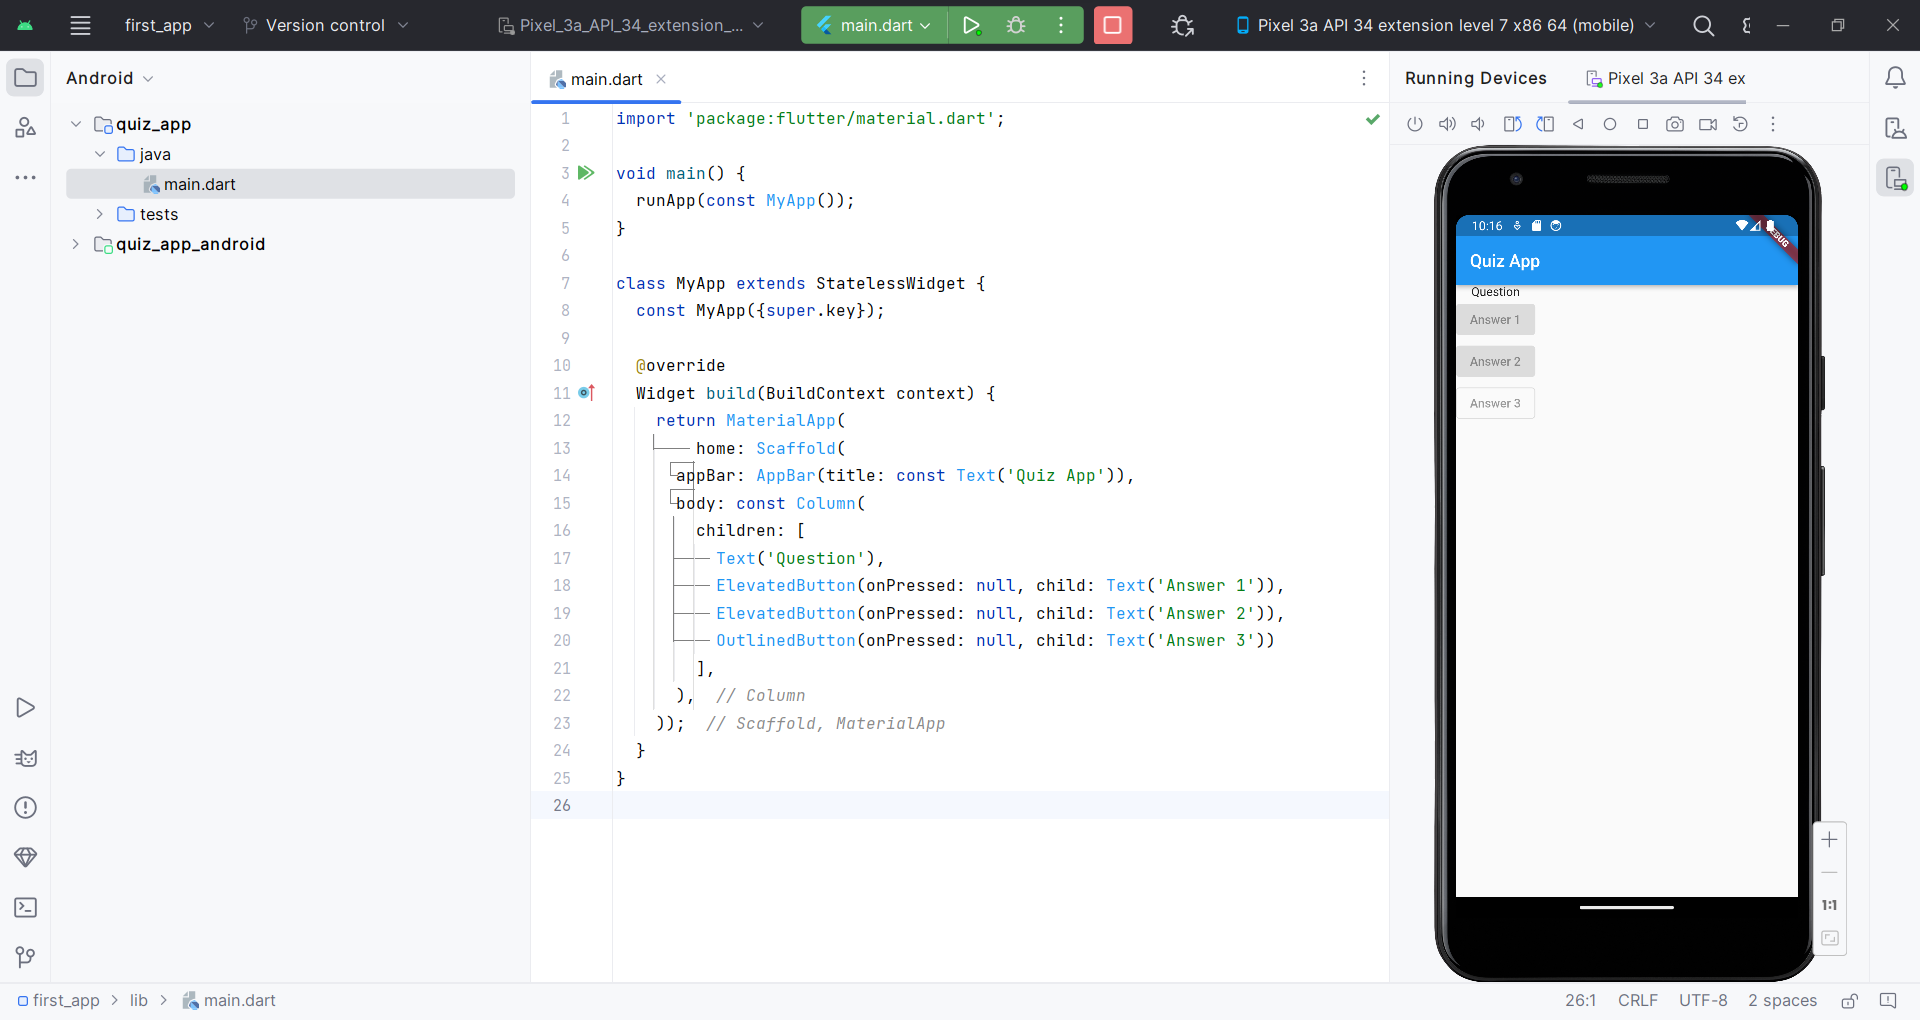 first_app
Version control
Pixel_3a_API_34_extension_...
main.dart
Pixel 3a API 34 extension level 7 x86 64 (mobile)
Android
quiz_app
java
main.dart
tests
quiz_app_android
main.dart
1 import 'package:flutter/material.dart';
2
3 void main() {
4 runApp(const MyApp());
5 }
6
7 class MyApp extends StatelessWidget {
8 const MyApp({super.key});
9
10 @override
11 Widget build(BuildContext context) {
12 return MaterialApp(
13 home: Scaffold(
14 appBar: AppBar(title: const Text('Quiz App')),
15 body: const Column(
16 children: [
17 Text('Question'),
18 ElevatedButton(onPressed: null, child: Text('Answer 1')),
19 ElevatedButton(onPressed: null, child: Text('Answer 2')),
20 OutlinedButton(onPressed: null, child: Text('Answer 3'))
21 ],
22 ), // Column
23 )); // Scaffold, MaterialApp
24 }
25 }
26
Running Devices
Pixel 3a API 34 ex
10:16
Quiz App
Question
Answer 1
Answer 2
Answer 3
1:1
first_app > lib > main.dart
26:1 CRLF UTF-8 2 spaces